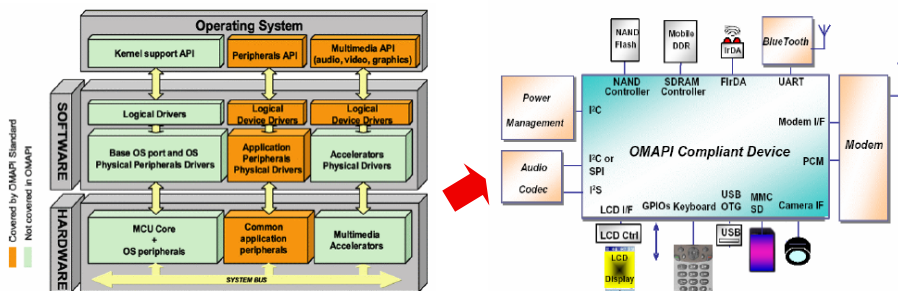 Operating System
Kernel support API
Peripherals API
Multimedia API
(audio, video, graphics)
SOFTWARE
Logical Drivers
Logical
Device Drivers
Logical
Device Drivers
Base OS port and OS
Physical Peripherals Drivers
Application
Peripherals
Physical Drivers
Accelerators
Physical Drivers
HARDWARE
MCU Core
+
OS peripherals
Common
application
peripherals
Multimedia
Accelerators
SYSTEM BUS
Covered by OMAPI Standard
Not covered in OMAPI
NAND
Flash
Mobile
DDR
IrDA
BlueTooth
NAND
Controller
SDRAM
Controller
FIrDA
UART
Power
Management
I²C
Modem I/F
OMAPI Compliant Device
Modem
Audio
Codec
I²C or
SPI
I²S
PCM
LCD I/F
GPIOs
Keyboard
USB
OTG
MMC
SD
Camera IF
LCD Ctrl
USB
LCD
Display